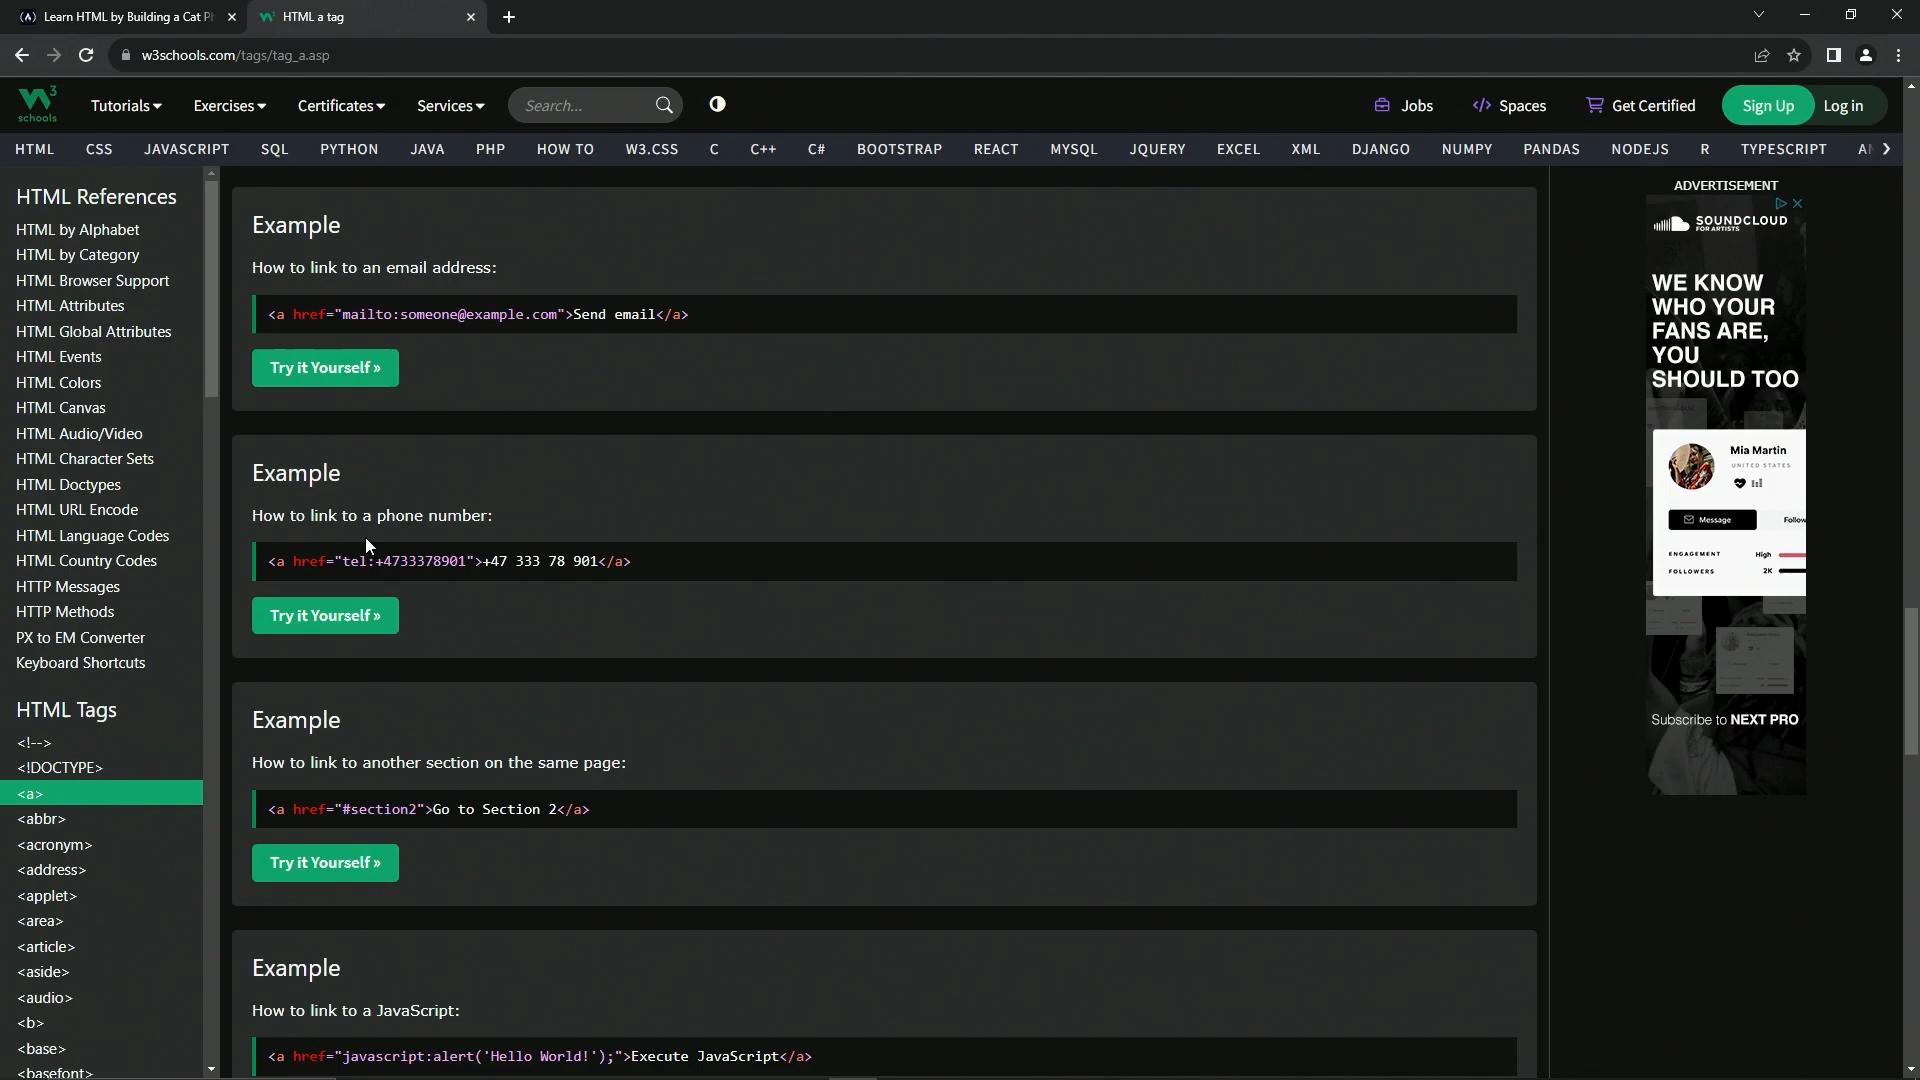 Learn HTML by Building a Cat P
HTML a tag
w3schools.com/tags/tag_a.asp
3
schools
Tutorials
Exercises
Certificates
Services
Search...
Jobs
Spaces
Get Certified
Sign Up
Log in
HTML CSS JAVASCRIPT SQL PYTHON JAVA PHP HOW TO W3.CSS C C++ C# BOOTSTRAP REACT MYSQL JQUERY EXCEL XML DJANGO NUMPY PANDAS NODEJS R TYPESCRIPT
HTML References
HTML by Alphabet
HTML by Category
HTML Browser Support
HTML Attributes
HTML Global Attributes
HTML Events
HTML Colors
HTML Canvas
HTML Audio/Video
HTML Character Sets
HTML Doctypes
HTML URL Encode
HTML Language Codes
HTML Country Codes
HTTP Messages
HTTP Methods
PX to EM Converter
Keyboard Shortcuts
HTML Tags
<!-->
<!DOCTYPE>
<a>
<abbr>
<acronym>
<address>
<applet>
<area>
<article>
<aside>
<audio>
<b>
<base>
<basefont>
Example
How to link to an email address:
<a href="mailto:someone@example.com">Send email</a>
Try it Yourself »
Example
How to link to a phone number:
<a href="tel:+4733378901">+47 333 78 901</a>
Try it Yourself »
Example
How to link to another section on the same page:
<a href="#section2">Go to Section 2</a>
Try it Yourself »
Example
How to link to a JavaScript:
<a href="javascript:alert('Hello World!');">Execute JavaScript</a>
ADVERTISEMENT
SOUNDCLOUD
FOR ARTISTS
WE KNOW
WHO YOUR
FANS ARE,
YOU
SHOULD TOO
Mia Martin
UNITED STATES
Message
Follow
ENGAGEMENT High
FOLLOWERS 2K
Subscribe to NEXT PRO